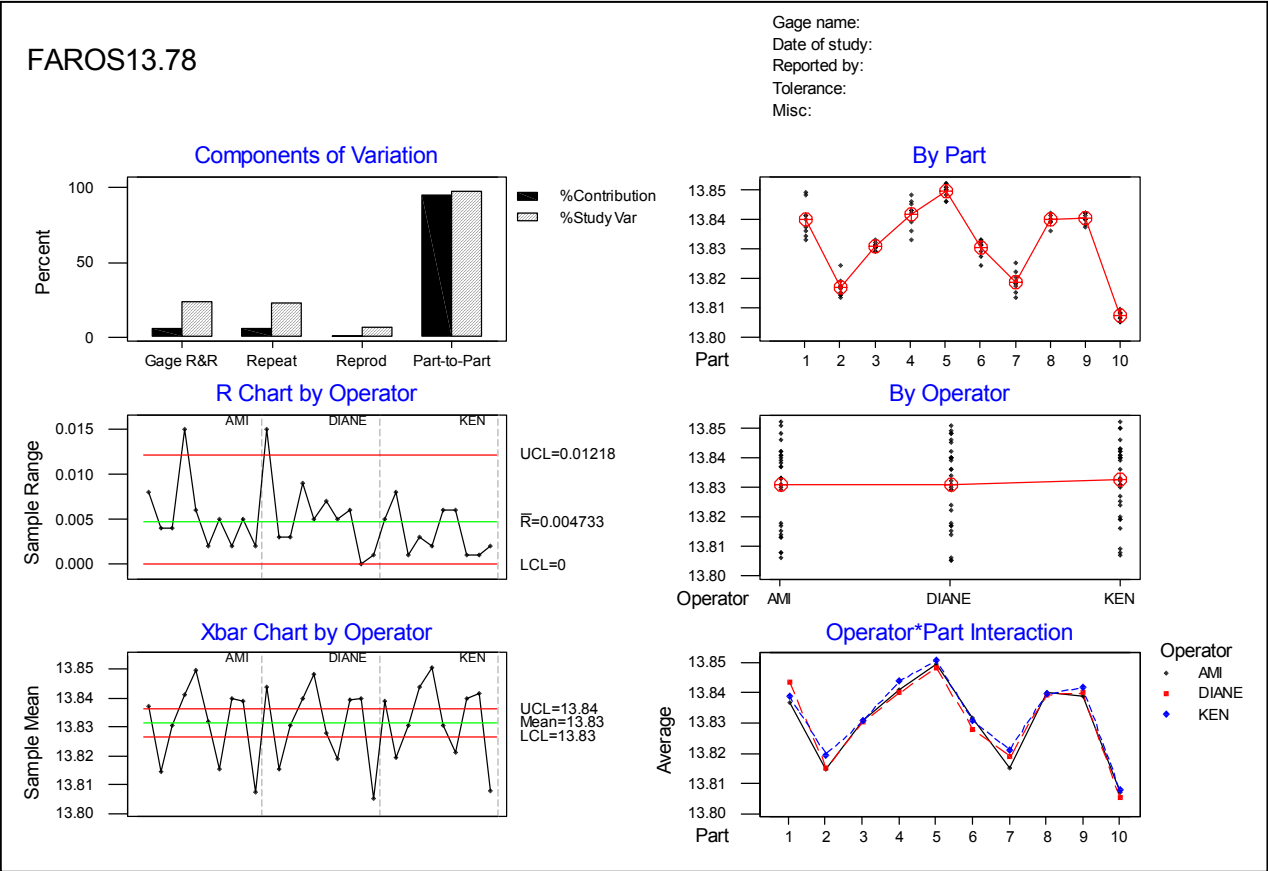 FAROS13.78
Gage name:
Date of study:
Reported by:
Tolerance:
Misc:
Components of Variation
100
50
0
Percent
Gage R&R Repeat Reprod Part-to-Part
%Contribution
%Study Var
By Part
13.85
13.84
13.83
13.82
13.81
13.80
Part 1 2 3 4 5 6 7 8 9 10
R Chart by Operator
AMI DIANE KEN
0.015
0.010
0.005
0.000
Sample Range
UCL=0.01218
R̅=0.004733
LCL=0
By Operator
13.85
13.84
13.83
13.82
13.81
13.80
Operator AMI DIANE KEN
Xbar Chart by Operator
AMI DIANE KEN
13.85
13.84
13.83
13.82
13.81
13.80
Sample Mean
UCL=13.84
Mean=13.83
LCL=13.83
Operator*Part Interaction
13.85
13.84
13.83
13.82
13.81
13.80
Average
Part 1 2 3 4 5 6 7 8 9 10
Operator
AMI
DIANE
KEN